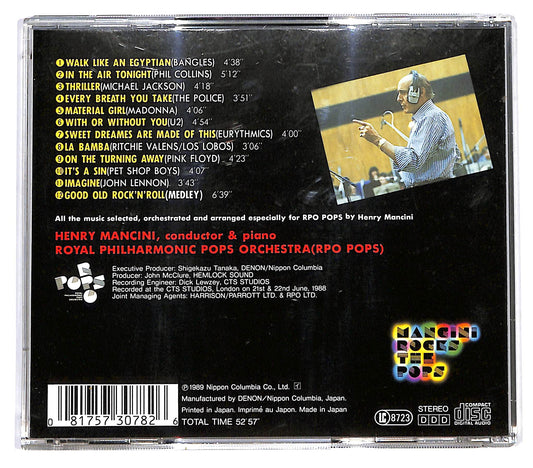 1 WALK LIKE AN EGYPTIAN(BANGLES) 4'38"
2 IN THE AIR TONIGHT(PHIL COLLINS) 5'12"
3 THRILLER(MICHAEL JACKSON) 4'18"
4 EVERY BREATH YOU TAKE(THE POLICE) 3'51"
5 MATERIAL GIRL(MADONNA) 4'06"
6 WITH OR WITHOUT YOU(U2) 4'54"
7 SWEET DREAMES ARE MADE OF THIS(EURYTHMICS) 4'00"
8 LA BAMBA(RITCHIE VALENS/LOS LOBOS) 3'06"
9 ON THE TURNING AWAY(PINK FLOYD) 4'23"
10 IT'S A SIN(PET SHOP BOYS) 4'07"
11 IMAGINE(JOHN LENNON) 3'43"
12 GOOD OLD ROCK'N'ROLL(MEDLEY) 6'39"
All the music selected, orchestrated and arranged especially for RPO POPS by Henry Mancini
HENRY MANCINI, conductor & piano
ROYAL PHILHARMONIC POPS ORCHESTRA(RPO POPS)
R
POPS
O
Executive Producer: Shigekazu Tanaka, DENON/Nippon Columbia
Producer: John McClure, HEMLOCK SOUND
Recording Engineer: Dick Lewzey, CTS STUDIOS
Recorded at the CTS STUDIOS, London on 21st & 22nd June, 1988
Joint Managing Agents: HARRISON/PARROTT LTD. & RPO LTD.
MANCINI
ROCKS
THE
POPS
0 81757 30782 6
℗1989 Nippon Columbia Co., Ltd.
Manufactured by DENON/Nippon Columbia, Japan.
Printed in Japan. Imprimé au Japon. Made in Japan.
TOTAL TIME 52'57"
LC 8723
STEREO
DDD
COMPACT
disc
DIGITAL AUDIO